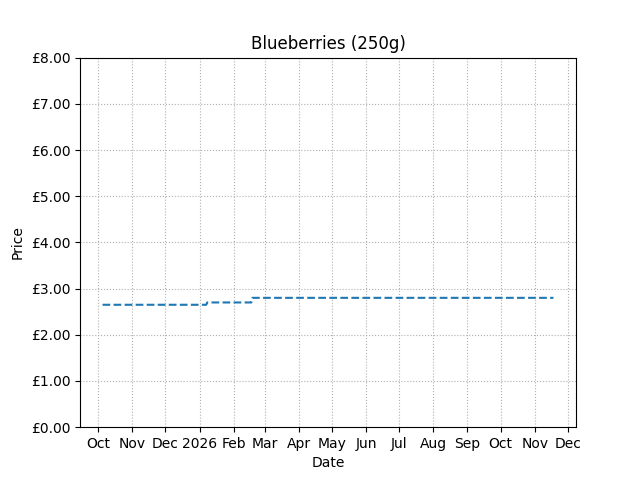 Blueberries (250g)
£8.00
£7.00
£6.00
£5.00
£4.00
£3.00
£2.00
£1.00
£0.00
Price
Oct Nov Dec 2026 Feb Mar Apr May Jun Jul Aug Sep Oct Nov Dec
Date